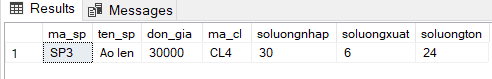 Results Messages
ma_sp ten_sp don_gia ma_cl soluongnhap soluongxuat soluongton
1 SP3 Ao len 30000 CL4 30 6 24